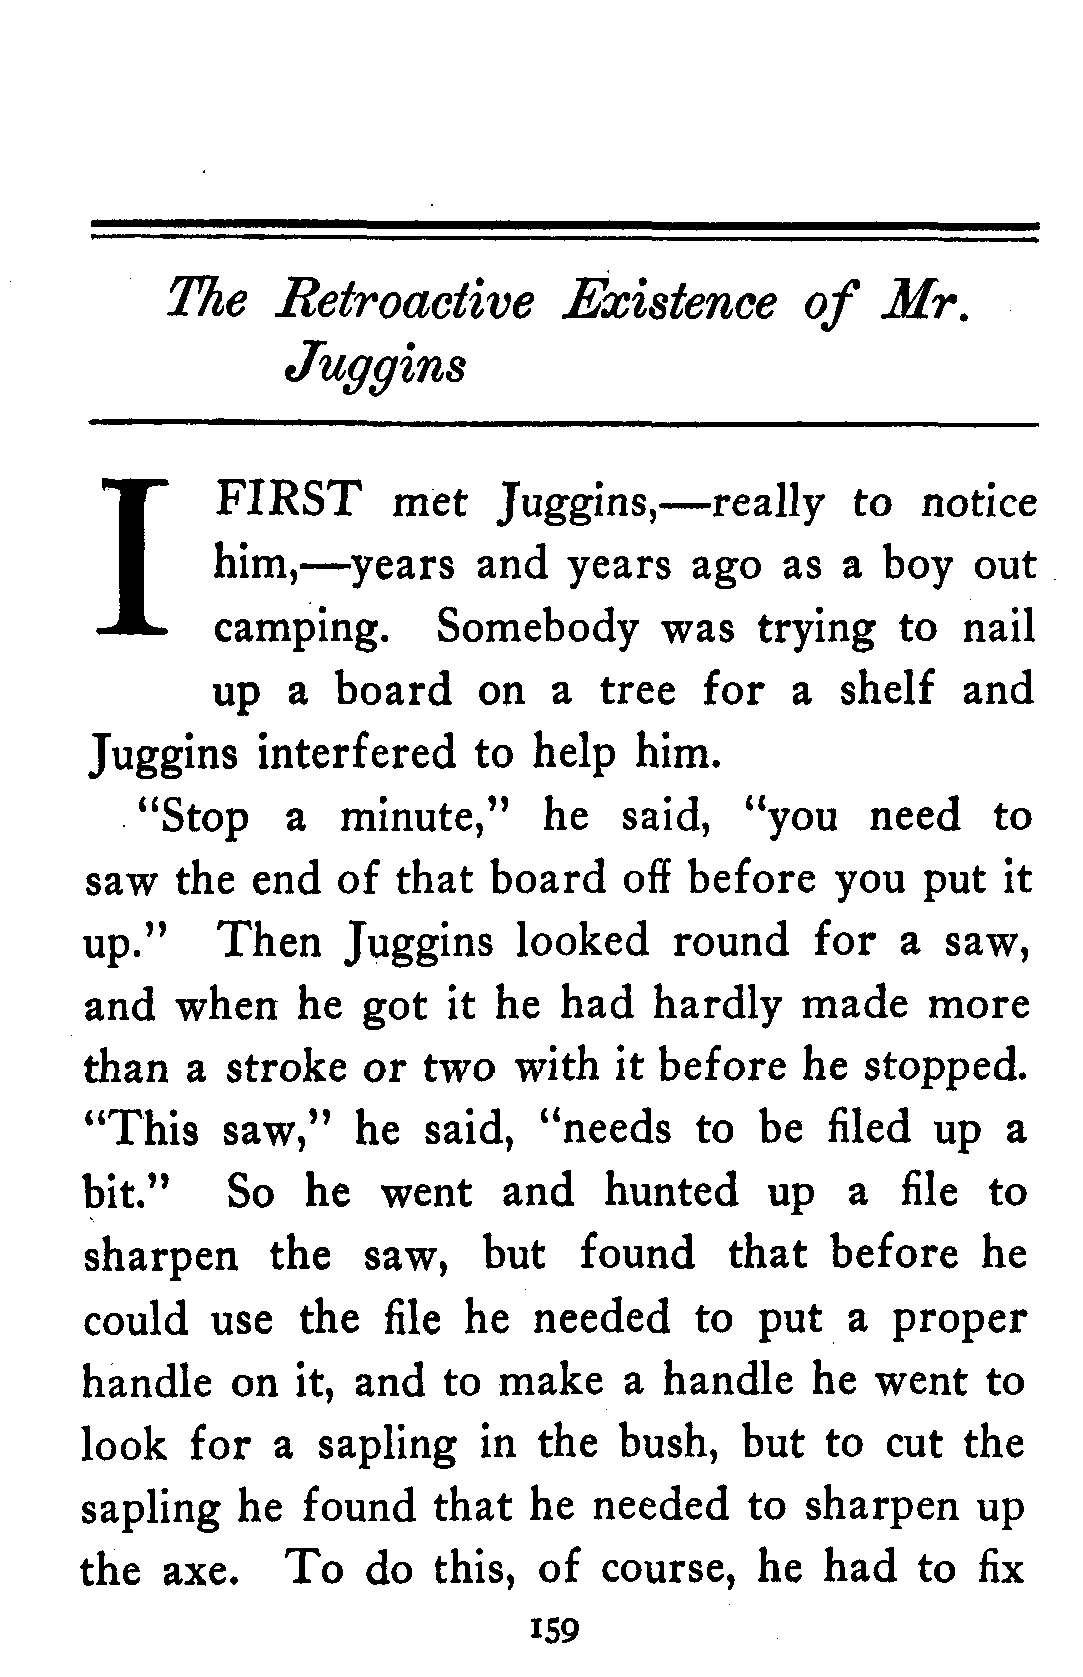 The Retroactive Existence of Mr.
Juggins
I FIRST met Juggins,—really to notice
him,—years and years ago as a boy out
camping. Somebody was trying to nail
up a board on a tree for a shelf and
Juggins interfered to help him.
“Stop a minute,” he said, “you need to
saw the end of that board off before you put it
up.” Then Juggins looked round for a saw,
and when he got it he had hardly made more
than a stroke or two with it before he stopped.
“This saw,” he said, “needs to be filed up a
bit.” So he went and hunted up a file to
sharpen the saw, but found that before he
could use the file he needed to put a proper
handle on it, and to make a handle he went to
look for a sapling in the bush, but to cut the
sapling he found that he needed to sharpen up
the axe. To do this, of course, he had to fix
159